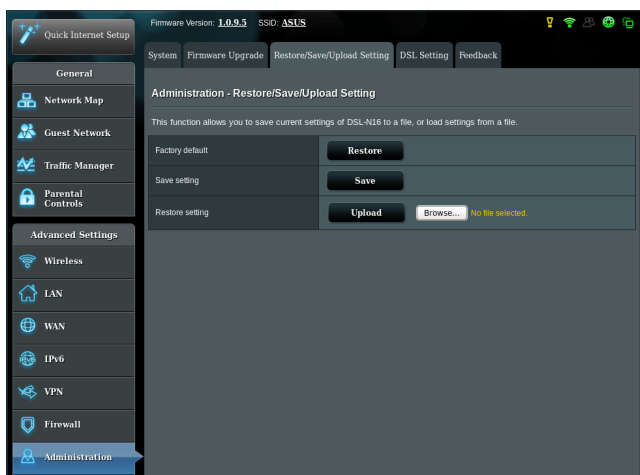 Quick Internet Setup
General
Network Map
Guest Network
Traffic Manager
Parental
Controls
Advanced Settings
Wireless
LAN
WAN
IPv6
VPN
Firewall
Administration
Firmware Version: 1.0.9.5 SSID: ASUS
System Firmware Upgrade Restore/Save/Upload Setting DSL Setting Feedback
Administration - Restore/Save/Upload Setting
This function allows you to save current settings of DSL-N16 to a file, or load settings from a file.
Factory default Restore
Save setting Save
Restore setting Upload Browse... No file selected.